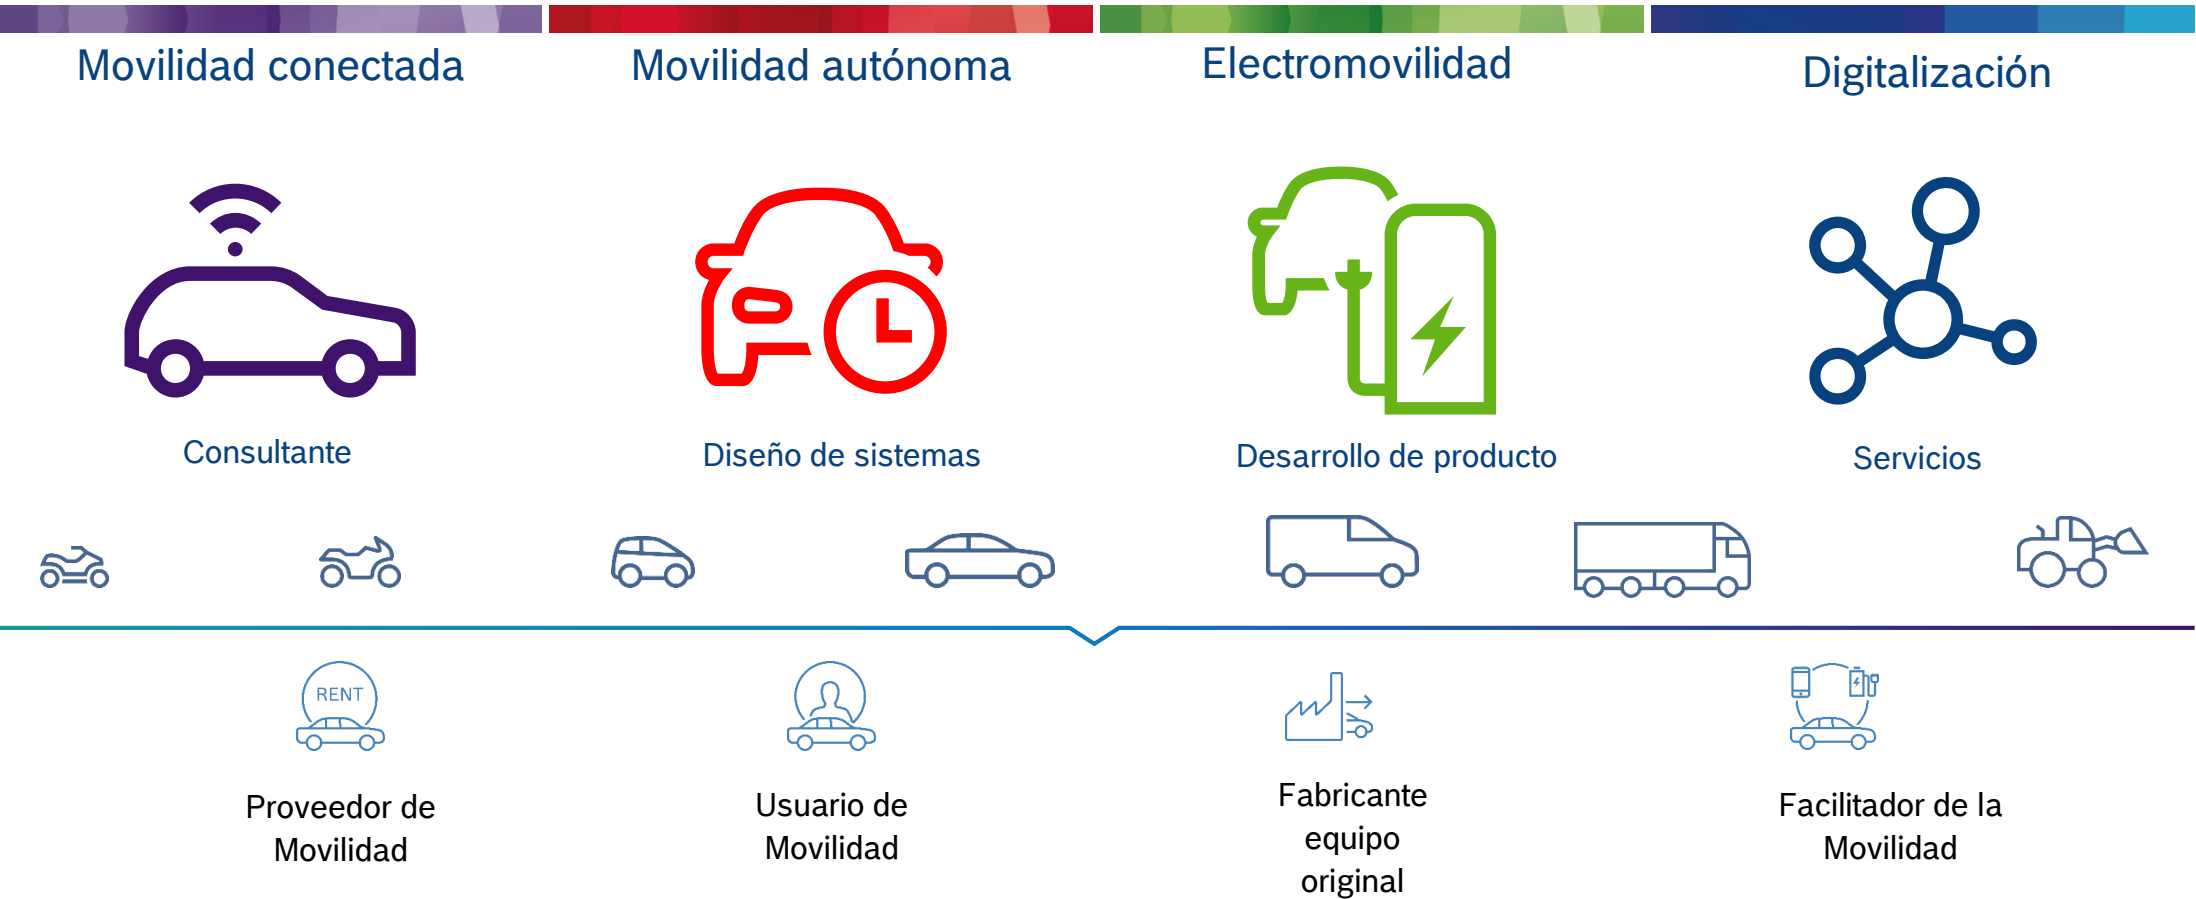 Movilidad conectada
Movilidad autónoma
Electromovilidad
Digitalización
Consultante
Diseño de sistemas
Desarrollo de producto
Servicios
RENT
Proveedor de
Movilidad
Usuario de
Movilidad
Fabricante
equipo
original
Facilitador de la
Movilidad